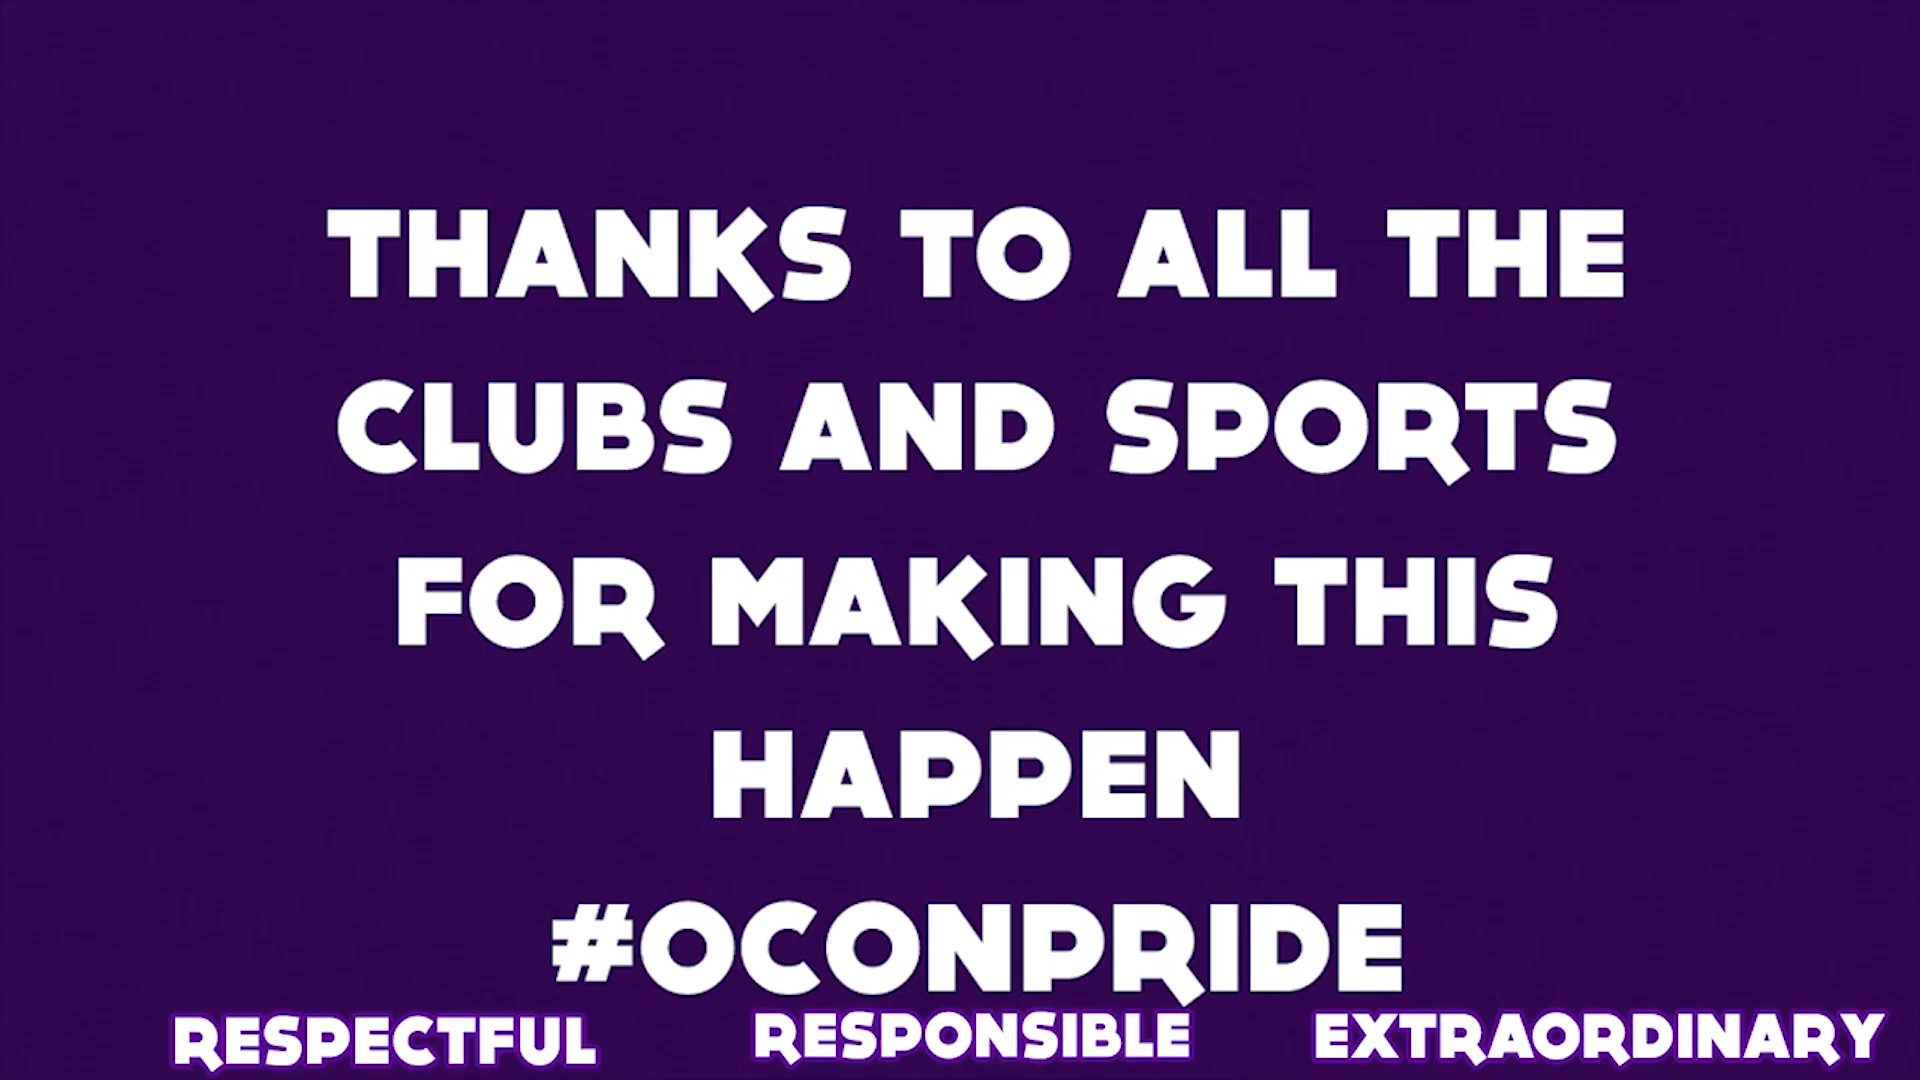 THANKS TO ALL THE
CLUBS AND SPORTS
FOR MAKING THIS
HAPPEN
#OCONPRIDE
RESPECTFUL RESPONSIBLE EXTRAORDINARY